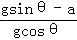 gsin θ − a
gcos θ